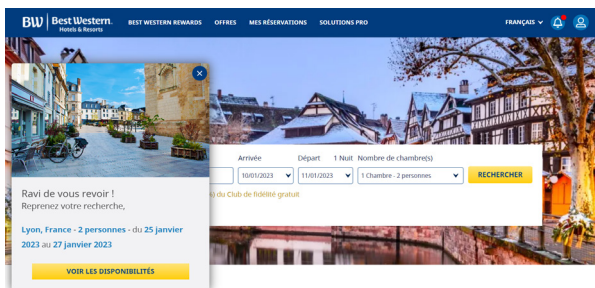 BW Best Western.
Hotels & Resorts
BEST WESTERN REWARDS OFFRES MES RÉSERVATIONS SOLUTIONS PRO
FRANÇAIS
Arrivée Départ 1 Nuit Nombre de chambre(s)
10/01/2023 11/01/2023 1 Chambre - 2 personnes RECHERCHER
) du Club de fidélité gratuit
Ravi de vous revoir !
Reprenez votre recherche,
Lyon, France - 2 personnes - du 25 janvier
2023 au 27 janvier 2023
VOIR LES DISPONIBILITÉS